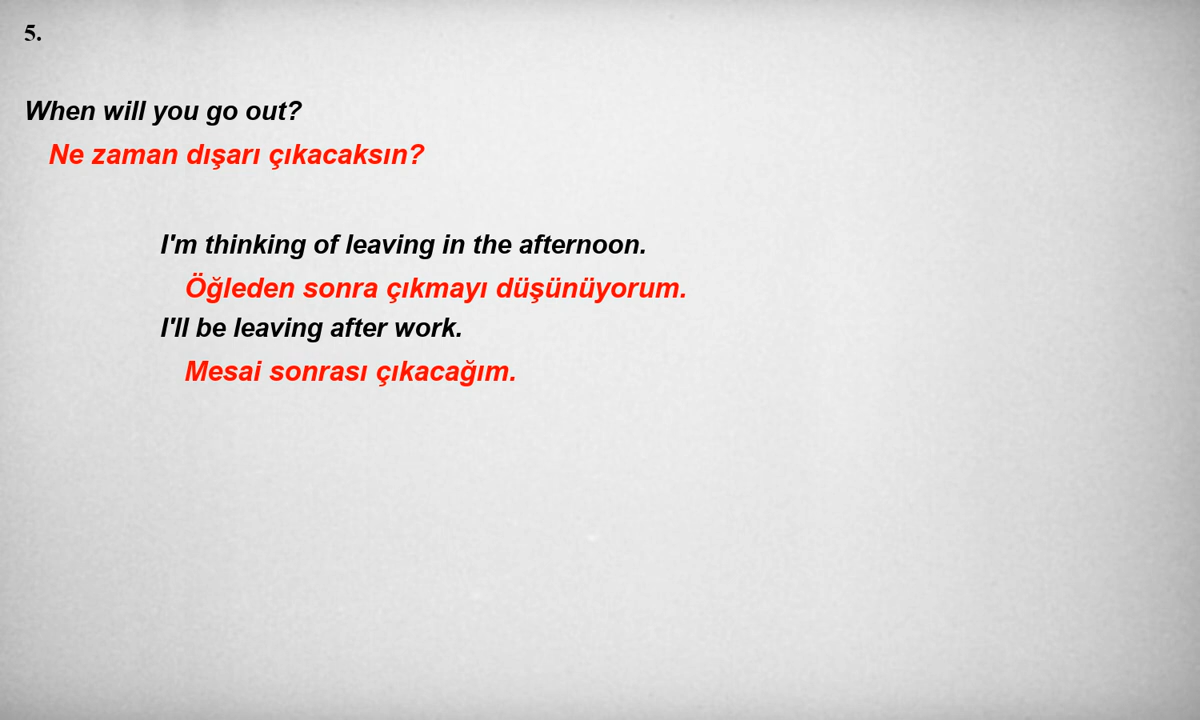 5.
When will you go out?
Ne zaman dışarı çıkacaksın?
I'm thinking of leaving in the afternoon.
Öğleden sonra çıkmayı düşünüyorum.
I'll be leaving after work.
Mesai sonrası çıkacağım.